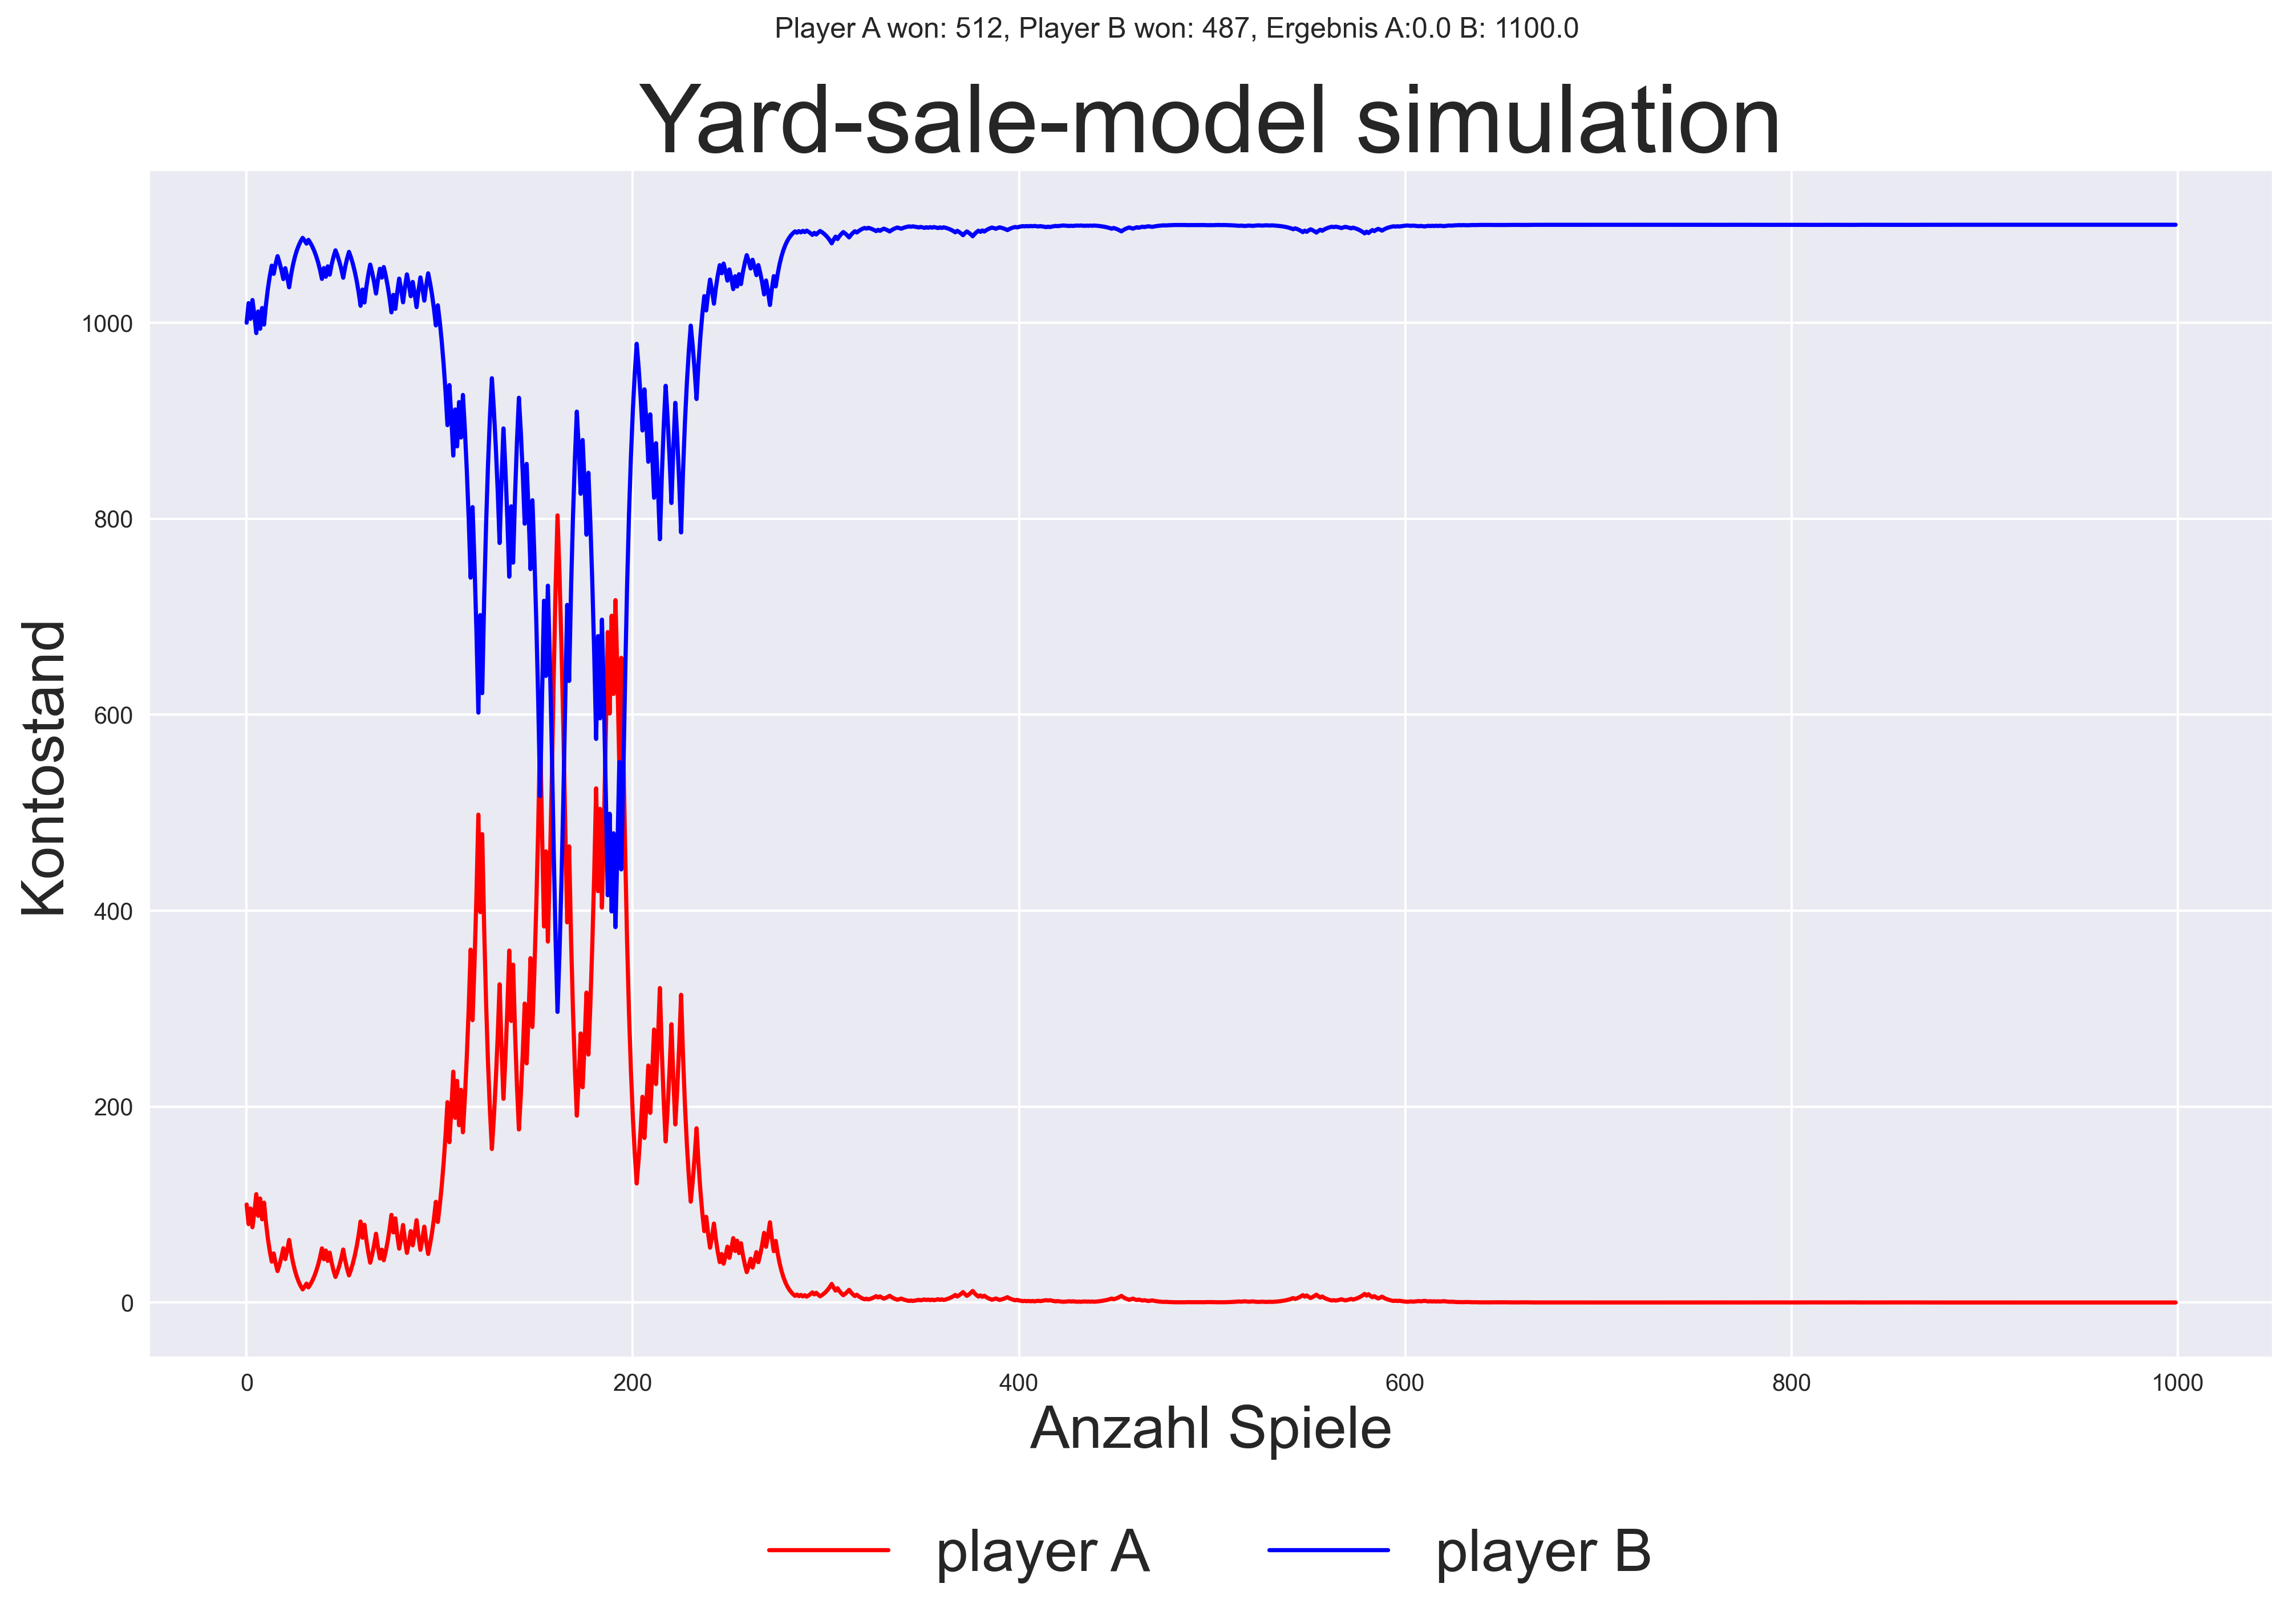 Player A won: 512, Player B won: 487, Ergebnis A:0.0 B: 1100.0
Yard-sale-model simulation
Kontostand
1000
800
600
400
200
0
0 200 400 600 800 1000
Anzahl Spiele
player A player B